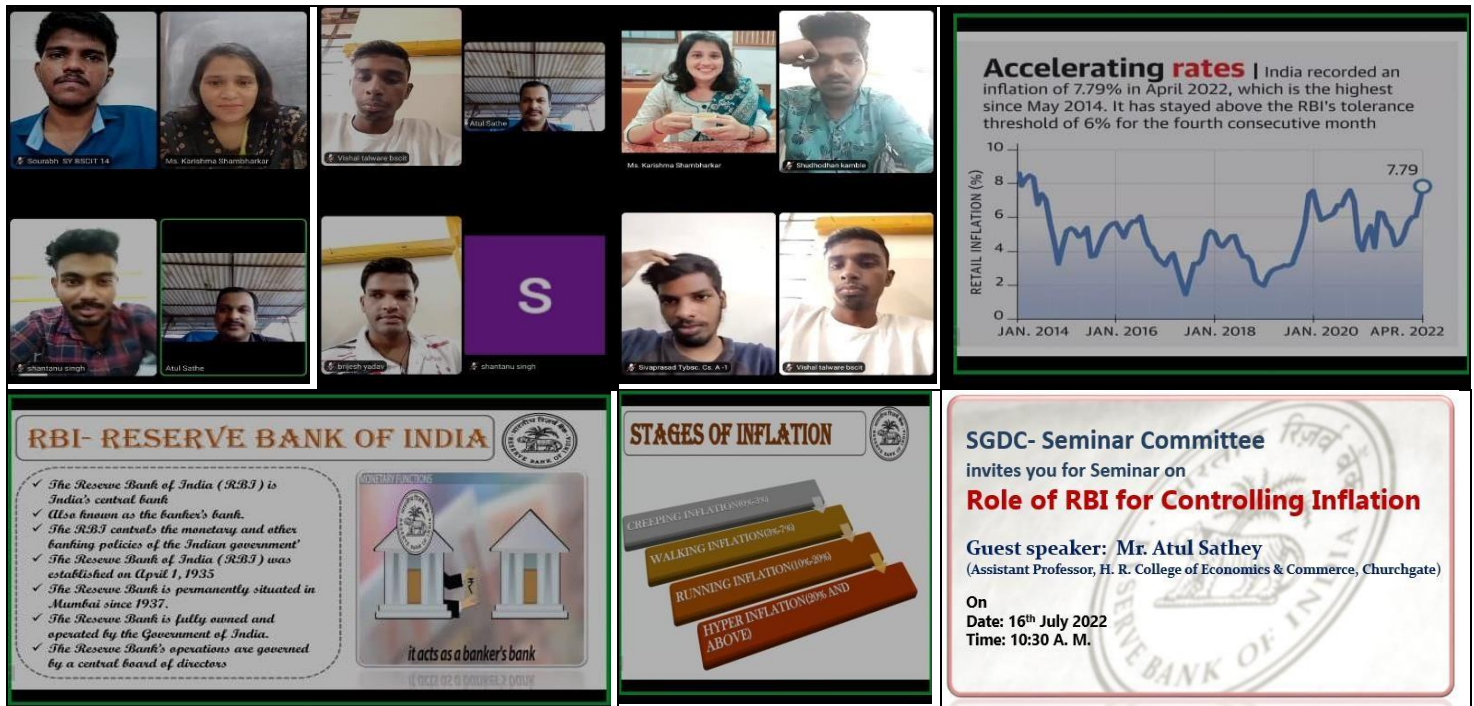 Sourabh SY BSCIT 14
Ms. Karishma Shambharkar
shantanu singh
Atul Sathe
Vishal talware bscit
Atul Sathe
brijesh yadav
S
shantanu singh
Ms. Karishma Shambharkar
Shudhodhan kamble
Sivaprasad Tybsc. Cs. A -1
Vishal talware bscit
Accelerating rates | India recorded an
inflation of 7.79% in April 2022, which is the highest
since May 2014. It has stayed above the RBI's tolerance
threshold of 6% for the fourth consecutive month
RETAIL INFLATION (%)
10
8
6
4
2
0
7.79
JAN. 2014 JAN. 2016 JAN. 2018 JAN. 2020 APR. 2022
RBI- RESERVE BANK OF INDIA
✓ The Reserve Bank of India (RBI) is
India's central bank
✓ Also known as the banker's bank.
✓ The RBI controls the monetary and other
banking policies of the Indian government'
✓ The Reserve Bank of India (RBI) was
established on April 1, 1935
✓ The Reserve Bank is permanently situated in
Mumbai since 1937.
✓ The Reserve Bank is fully owned and
operated by the Government of India.
✓ The Reserve Bank's operations are governed
by a central board of directors
MONETARY FUNCTIONS
₹
it acts as a banker's bank
STAGES OF INFLATION
CREEPING INFLATION(0%-3%)
WALKING INFLATION(3%-7%)
RUNNING INFLATION(10%-20%)
HYPER INFLATION(20% AND
ABOVE)
SGDC- Seminar Committee
invites you for Seminar on
Role of RBI for Controlling Inflation
Guest speaker: Mr. Atul Sathey
(Assistant Professor, H. R. College of Economics & Commerce, Churchgate)
On
Date: 16th July 2022
Time: 10:30 A. M.
रिज़र्व
BANK OF INDIA